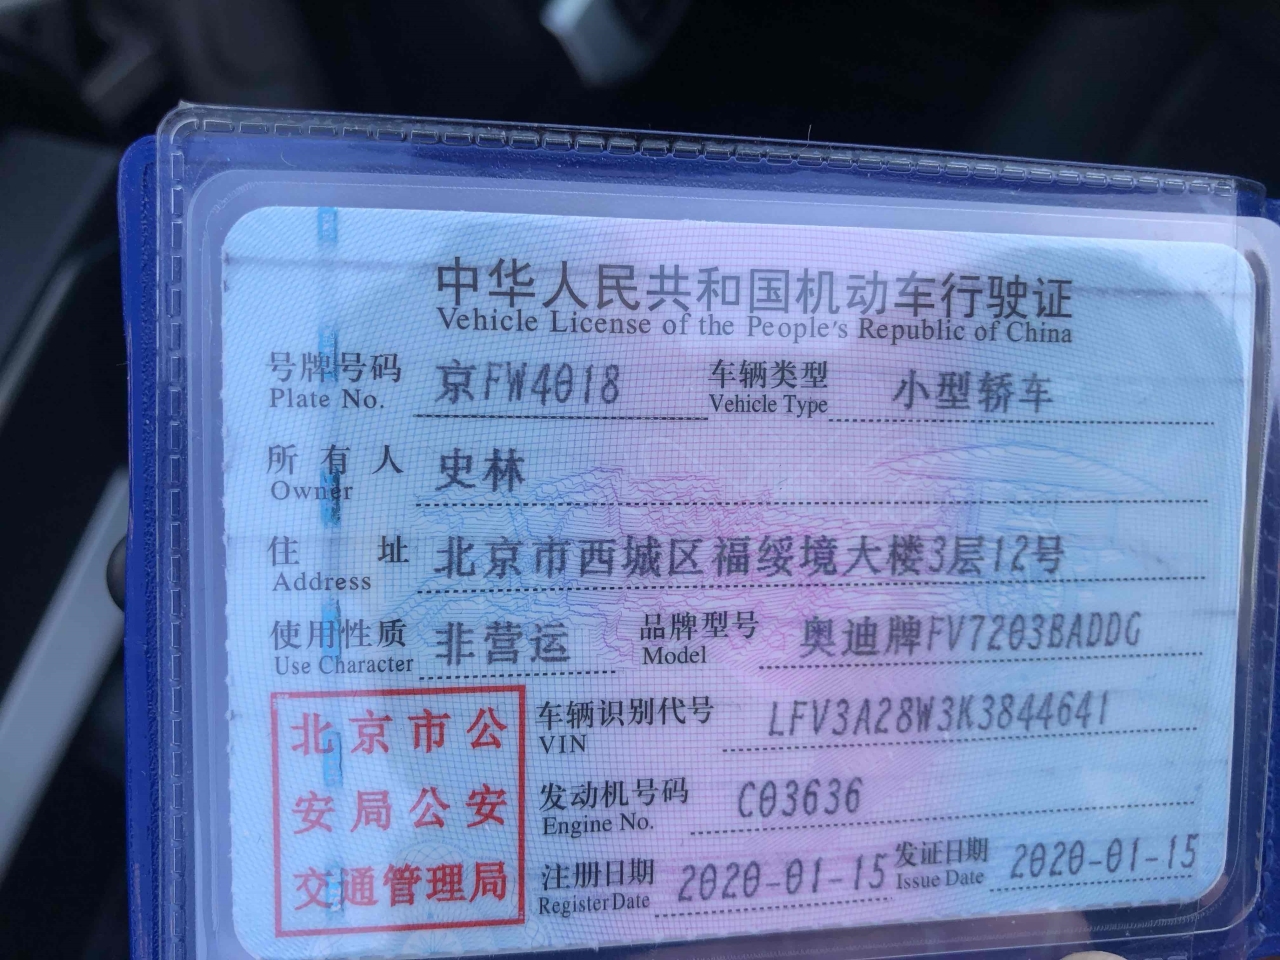 中华人民共和国机动车行驶证
Vehicle License of the People's Republic of China
号牌号码 京FW4018 车辆类型 小型轿车
Plate No. Vehicle Type
所有人 史林
Owner
住址 北京市西城区福绥境大楼3层12号
Address
使用性质 非营运 品牌型号 奥迪牌FV7203BADDG
Use Character Model
北京市公安局公安交通管理局
车辆识别代号 LFV3A28W3K3844641
VIN
发动机号码 C03636
Engine No.
注册日期 2020-01-15 发证日期 2020-01-15
Register Date Issue Date